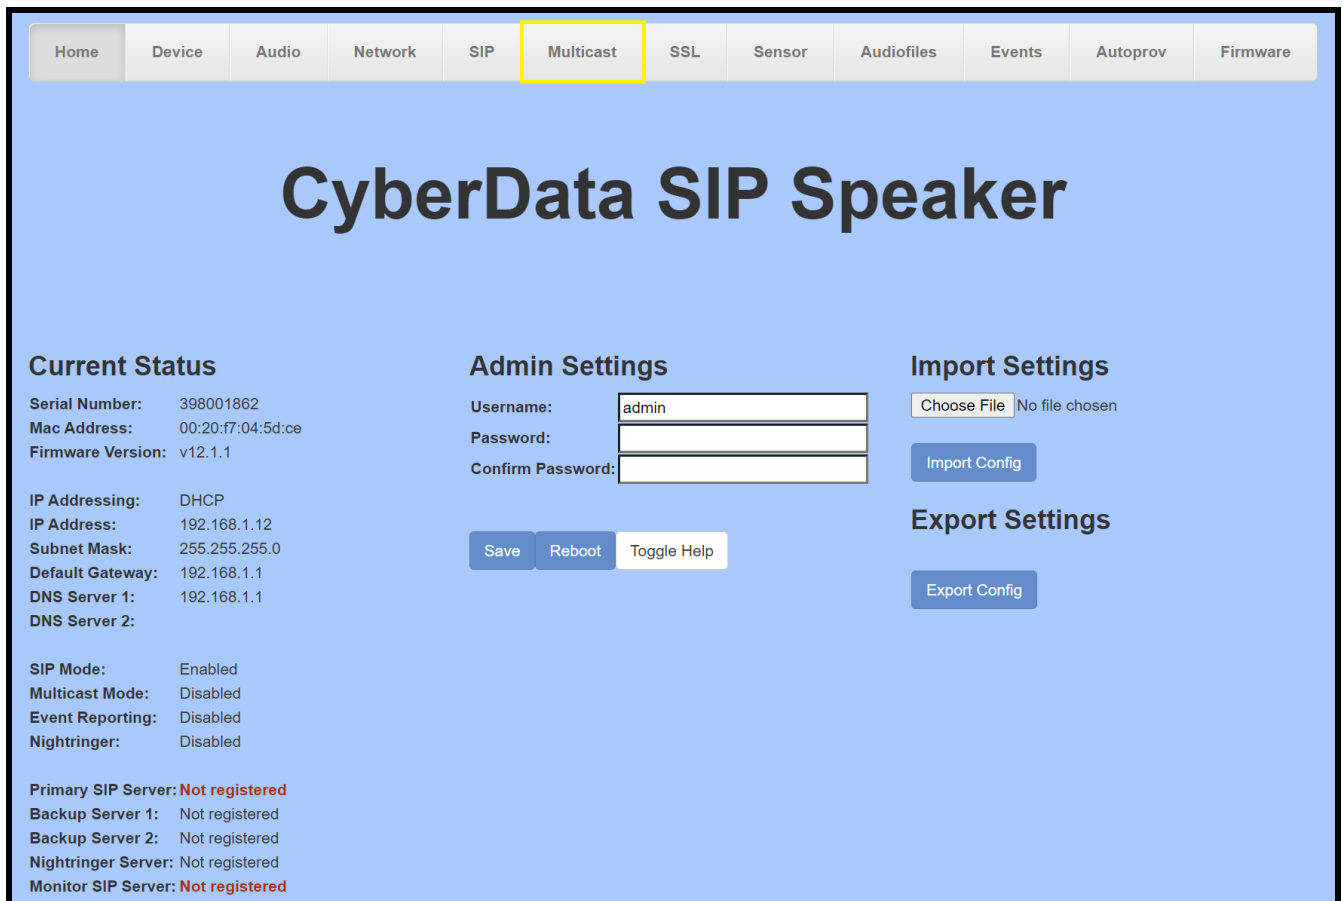 Home Device Audio Network SIP Multicast SSL Sensor Audiofiles Events Autoprov Firmware
CyberData SIP Speaker
Current Status
Serial Number: 398001862
Mac Address: 00:20:f7:04:5d:ce
Firmware Version: v12.1.1
IP Addressing: DHCP
IP Address: 192.168.1.12
Subnet Mask: 255.255.255.0
Default Gateway: 192.168.1.1
DNS Server 1: 192.168.1.1
DNS Server 2:
SIP Mode: Enabled
Multicast Mode: Disabled
Event Reporting: Disabled
Nightringer: Disabled
Primary SIP Server: Not registered
Backup Server 1: Not registered
Backup Server 2: Not registered
Nightringer Server: Not registered
Monitor SIP Server: Not registered
Admin Settings
Username: admin
Password:
Confirm Password:
Save Reboot Toggle Help
Import Settings
Choose File No file chosen
Import Config
Export Settings
Export Config